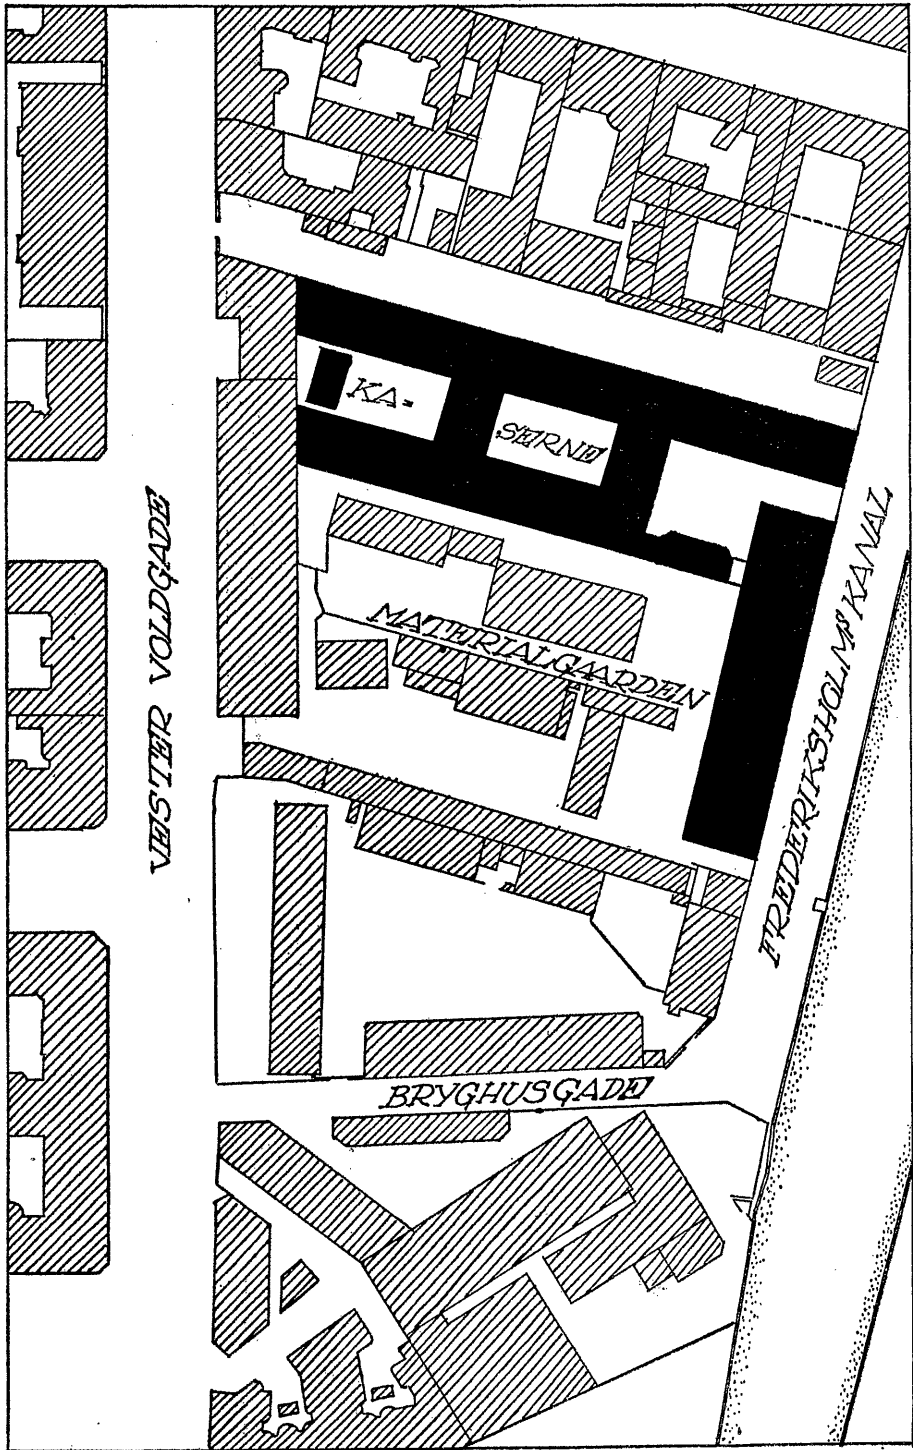 KA-
SERNE
VESTER VOLDGADE
MATERIALGAARDEN
FREDERIKSHOLMS KANAL
BRYGHUSGADE